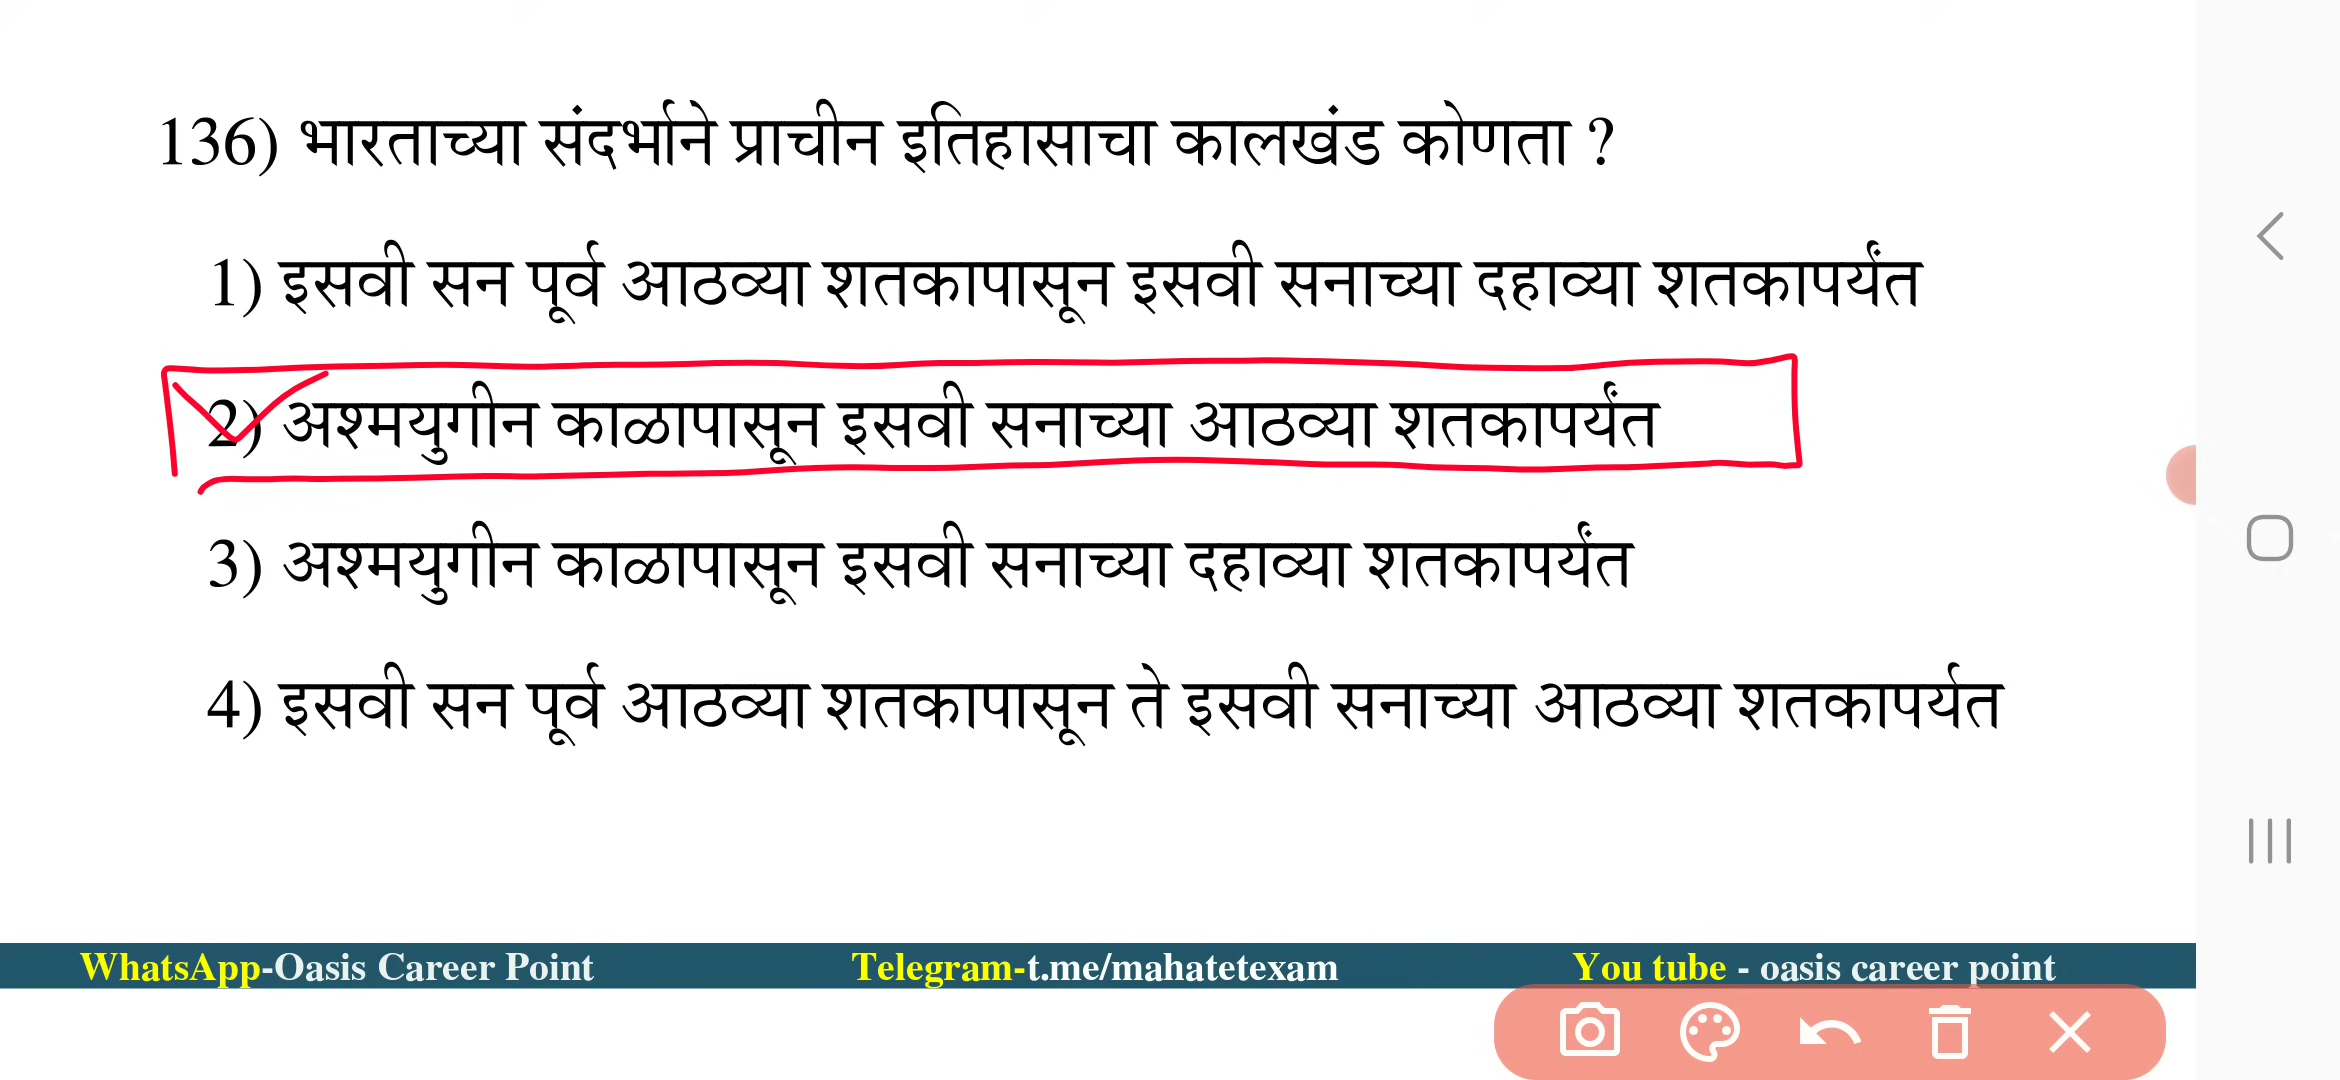 136) भारताच्या संदर्भाने प्राचीन इतिहासाचा कालखंड कोणता ?
1) इसवी सन पूर्व आठव्या शतकापासून इसवी सनाच्या दहाव्या शतकापर्यंत
2) अश्मयुगीन काळापासून इसवी सनाच्या आठव्या शतकापर्यंत
3) अश्मयुगीन काळापासून इसवी सनाच्या दहाव्या शतकापर्यंत
4) इसवी सन पूर्व आठव्या शतकापासून ते इसवी सनाच्या आठव्या शतकापर्यत
WhatsApp-Oasis Career Point Telegram-t.me/mahatetexam You tube - oasis career point